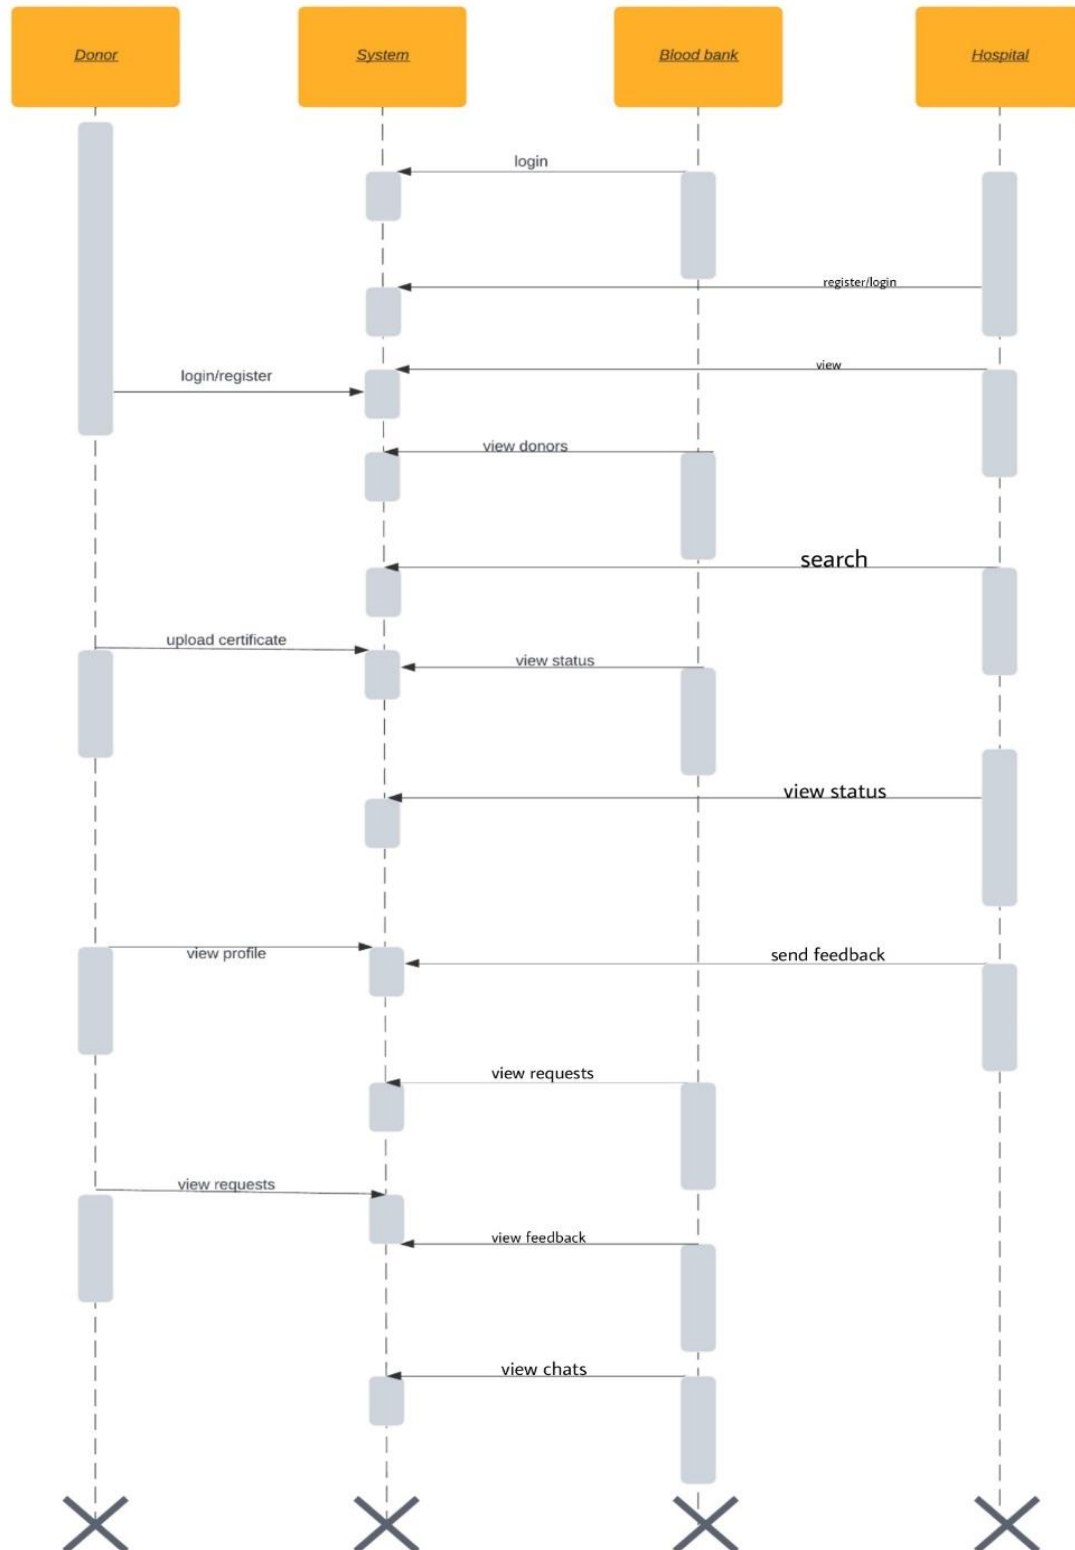 Donor
System
Blood bank
Hospital
login
register/login
view
login/register
view donors
search
upload certificate
view status
view status
view profile
send feedback
view requests
view requests
view feedback
view chats